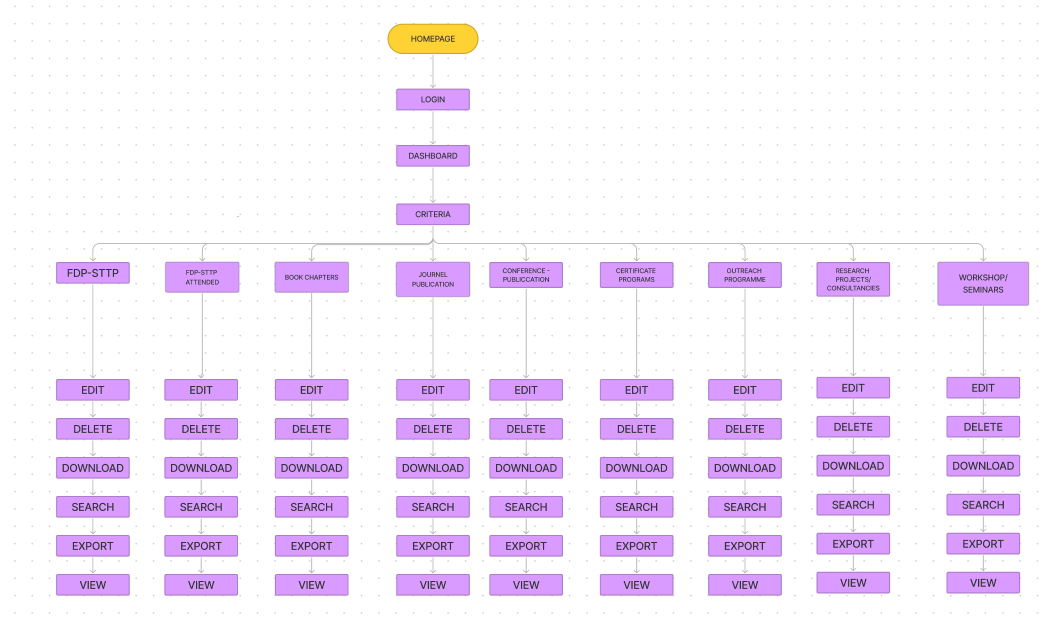 HOMEPAGE
LOGIN
DASHBOARD
CRITERIA
FDP-STTP
FDP-STTP
ATTENDED
BOOK CHAPTERS
JOURNEL
PUBLICATION
CONFERENCE -
PUBLICCATION
CERTIFICATE
PROGRAMS
OUTREACH
PROGRAMME
RESEARCH
PROJECTS/
CONSULTANCIES
WORKSHOP/
SEMINARS
EDIT EDIT EDIT EDIT EDIT EDIT EDIT EDIT EDIT
DELETE DELETE DELETE DELETE DELETE DELETE DELETE DELETE DELETE
DOWNLOAD DOWNLOAD DOWNLOAD DOWNLOAD DOWNLOAD DOWNLOAD DOWNLOAD DOWNLOAD DOWNLOAD
SEARCH SEARCH SEARCH SEARCH SEARCH SEARCH SEARCH SEARCH SEARCH
EXPORT EXPORT EXPORT EXPORT EXPORT EXPORT EXPORT EXPORT EXPORT
VIEW VIEW VIEW VIEW VIEW VIEW VIEW VIEW VIEW